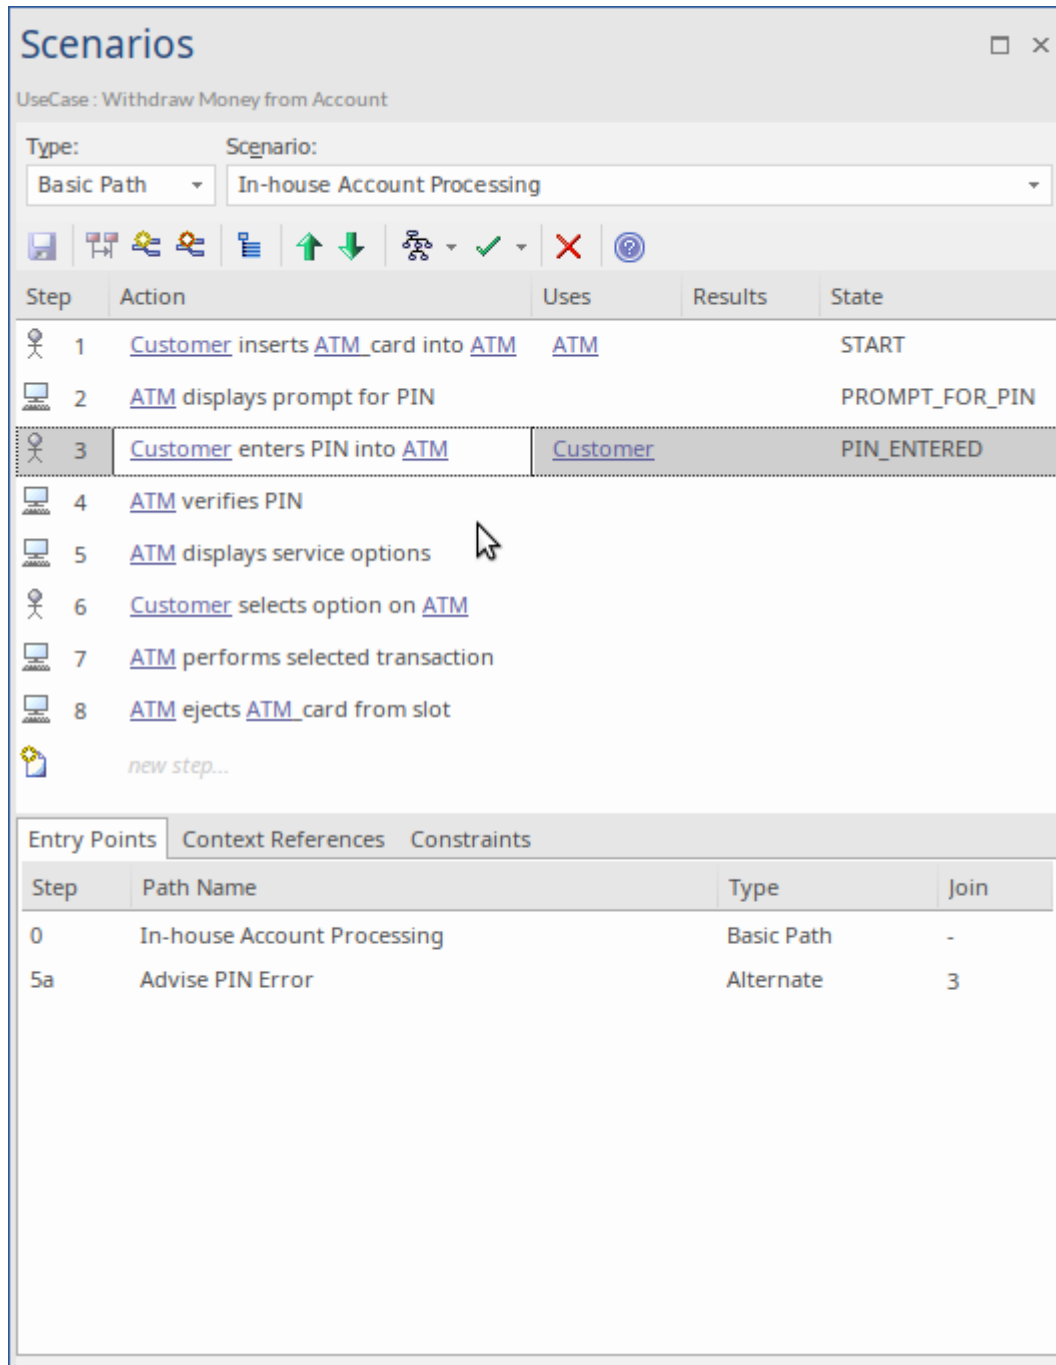 Scenarios
UseCase : Withdraw Money from Account
Type: Scenario:
Basic Path In-house Account Processing
Step Action Uses Results State
1 Customer inserts ATM_card into ATM ATM START
2 ATM displays prompt for PIN PROMPT_FOR_PIN
3 Customer enters PIN into ATM Customer PIN_ENTERED
4 ATM verifies PIN
5 ATM displays service options
6 Customer selects option on ATM
7 ATM performs selected transaction
8 ATM ejects ATM_card from slot
new step...
Entry Points Context References Constraints
Step Path Name Type Join
0 In-house Account Processing Basic Path -
5a Advise PIN Error Alternate 3